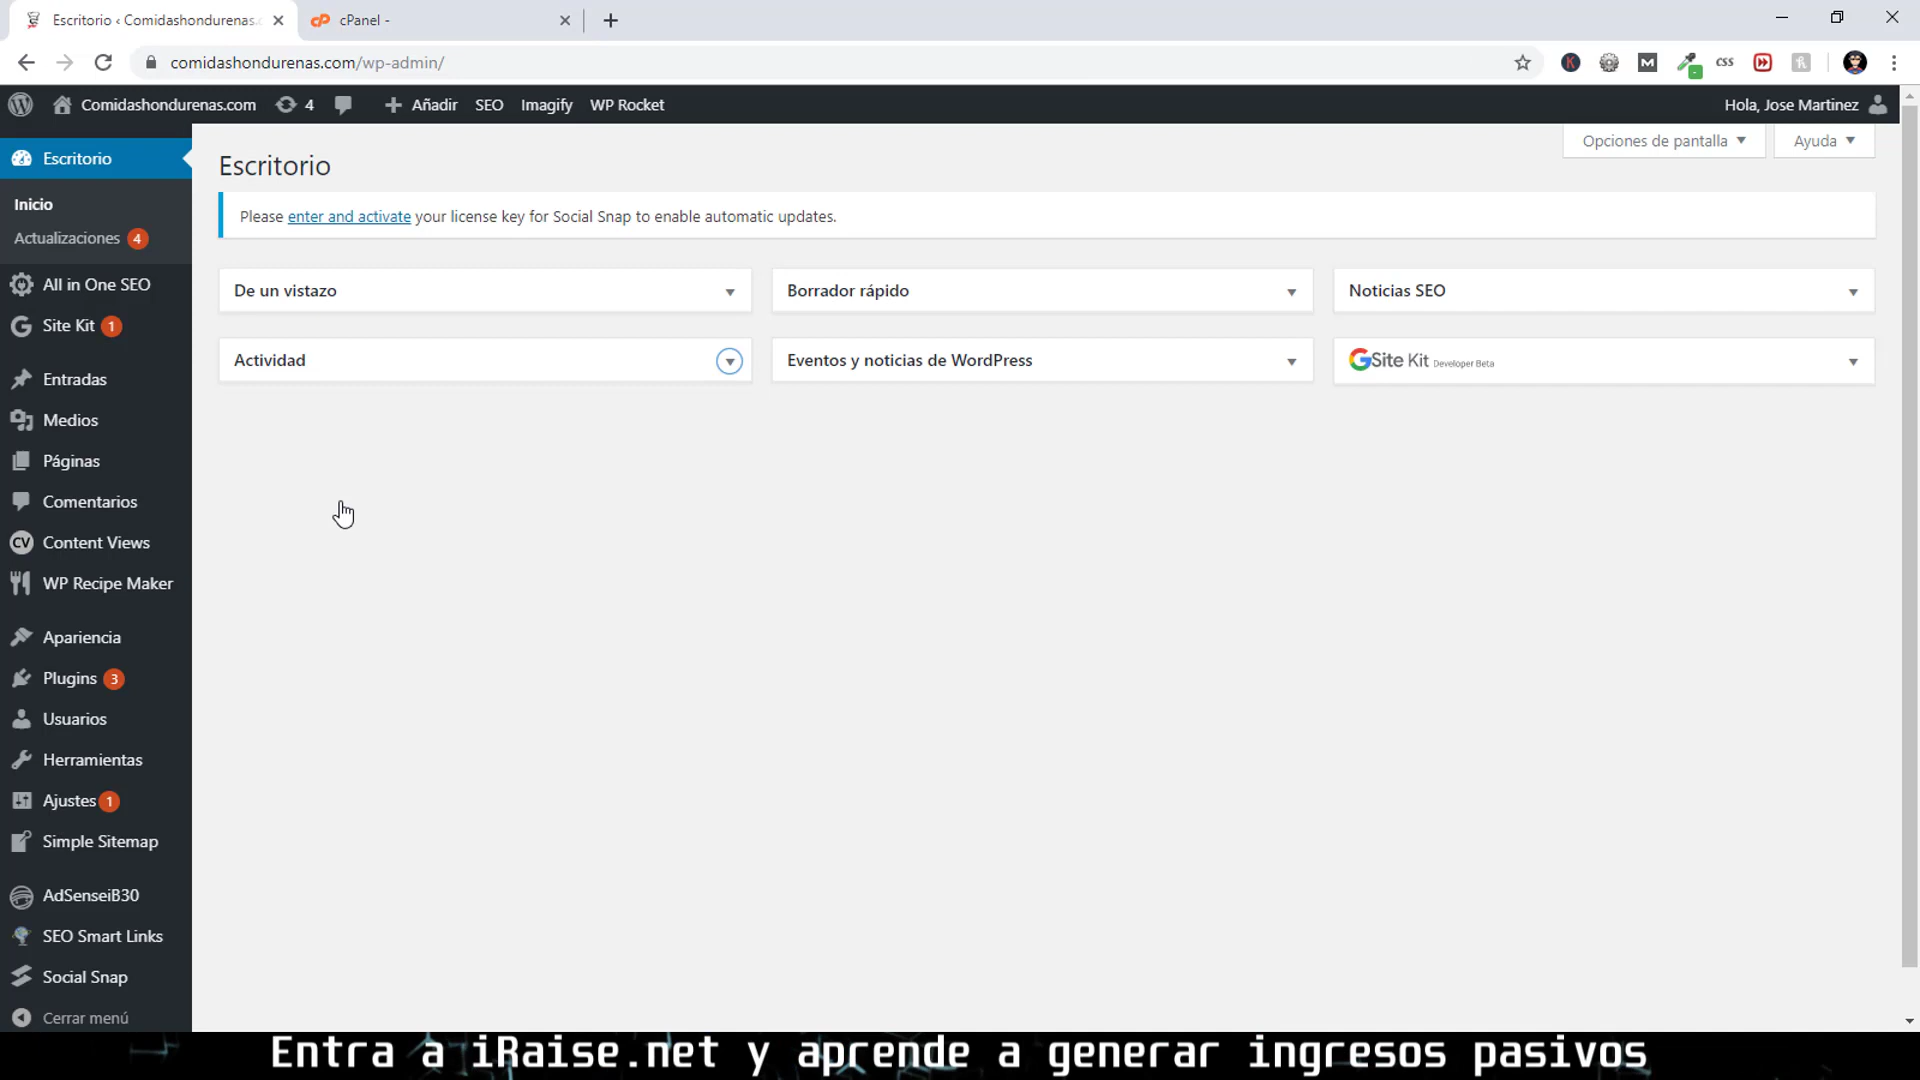 Escritorio ‹ Comidashondurenas.c
cPanel -
comidashondurenas.com/wp-admin/
CSS
Comidashondurenas.com 4 Añadir SEO Imagify WP Rocket Hola, Jose Martinez
Opciones de pantalla Ayuda
Escritorio
Inicio
Actualizaciones 4
All in One SEO
Site Kit 1
Entradas
Medios
Páginas
Comentarios
Content Views
WP Recipe Maker
Apariencia
Plugins 3
Usuarios
Herramientas
Ajustes 1
Simple Sitemap
AdSenseiB30
SEO Smart Links
Social Snap
Cerrar menú
Escritorio
Please enter and activate your license key for Social Snap to enable automatic updates.
De un vistazo
Borrador rápido
Noticias SEO
Actividad
Eventos y noticias de WordPress
Site Kit Developer Beta
Entra a iRaise.net y aprende a generar ingresos pasivos